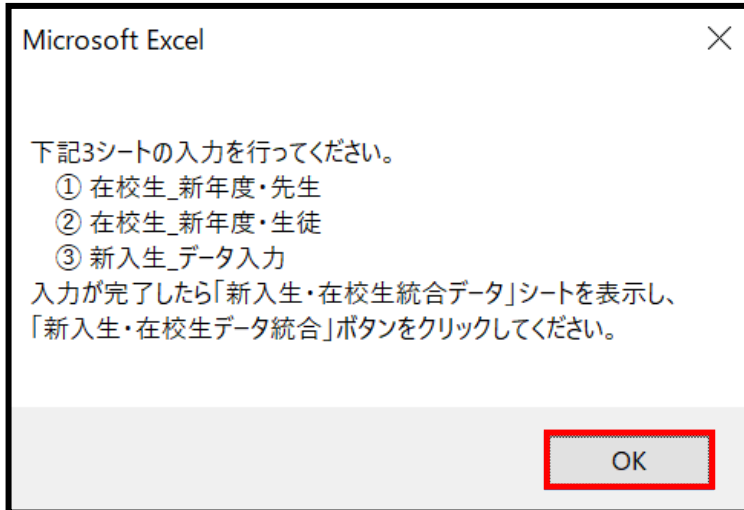 Microsoft Excel
下記3シートの入力を行ってください。
① 在校生_新年度・先生
② 在校生_新年度・生徒
③ 新入生_データ入力
入力が完了したら「新入生・在校生統合データ」シートを表示し、
「新入生・在校生データ統合」ボタンをクリックしてください。
OK